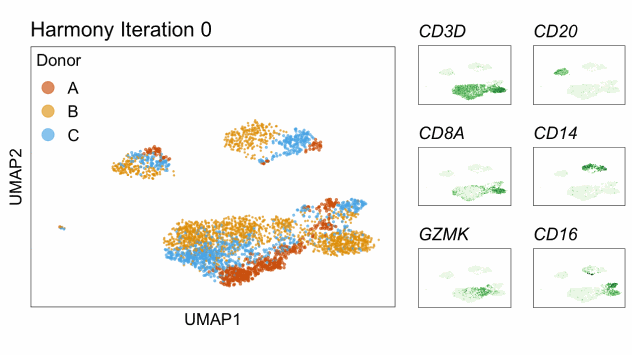 Harmony Iteration 0
Donor
A
B
C
UMAP2
UMAP1
CD3D
CD20
CD8A
CD14
GZMK
CD16